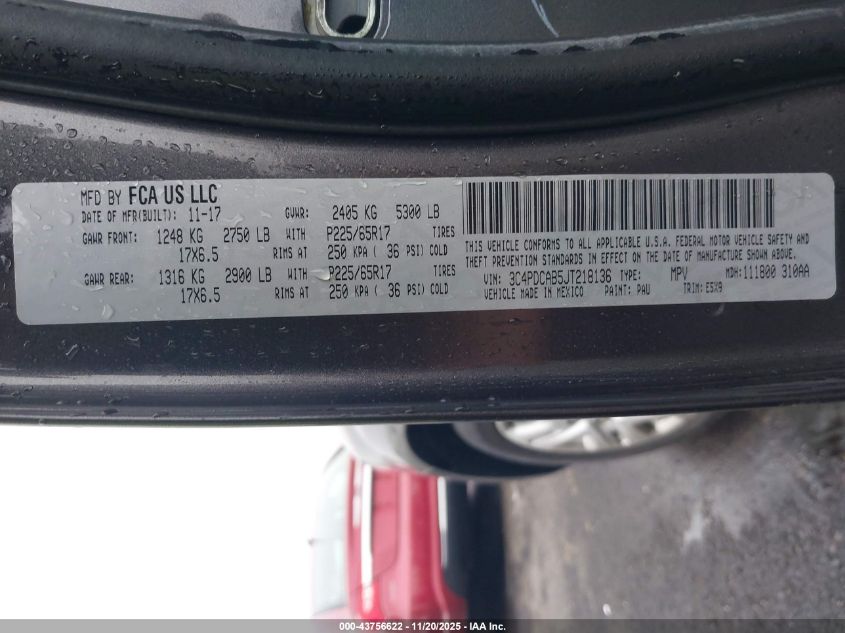 MFD BY FCA US LLC
DATE OF MFR(BUILT): 11-17 GVWR: 2405 KG 5300 LB
GAWR FRONT: 1248 KG 2750 LB WITH P225/65R17 TIRES
17X6.5 RIMS AT 250 KPA ( 36 PSI) COLD
GAWR REAR: 1316 KG 2900 LB WITH P225/65R17 TIRES
17X6.5 RIMS AT 250 KPA ( 36 PSI) COLD
THIS VEHICLE CONFORMS TO ALL APPLICABLE U.S.A. FEDERAL MOTOR VEHICLE SAFETY AND
THEFT PREVENTION STANDARDS IN EFFECT ON THE DATE OF MANUFACTURE SHOWN ABOVE.
VIN: 3C4PDCAB5JT218136 TYPE: MPV MDH: 111800 310AA
VEHICLE MADE IN MEXICO PAINT: PAU TRIM: E5X9
000-43756622 - 11/20/2025 - IAA Inc.